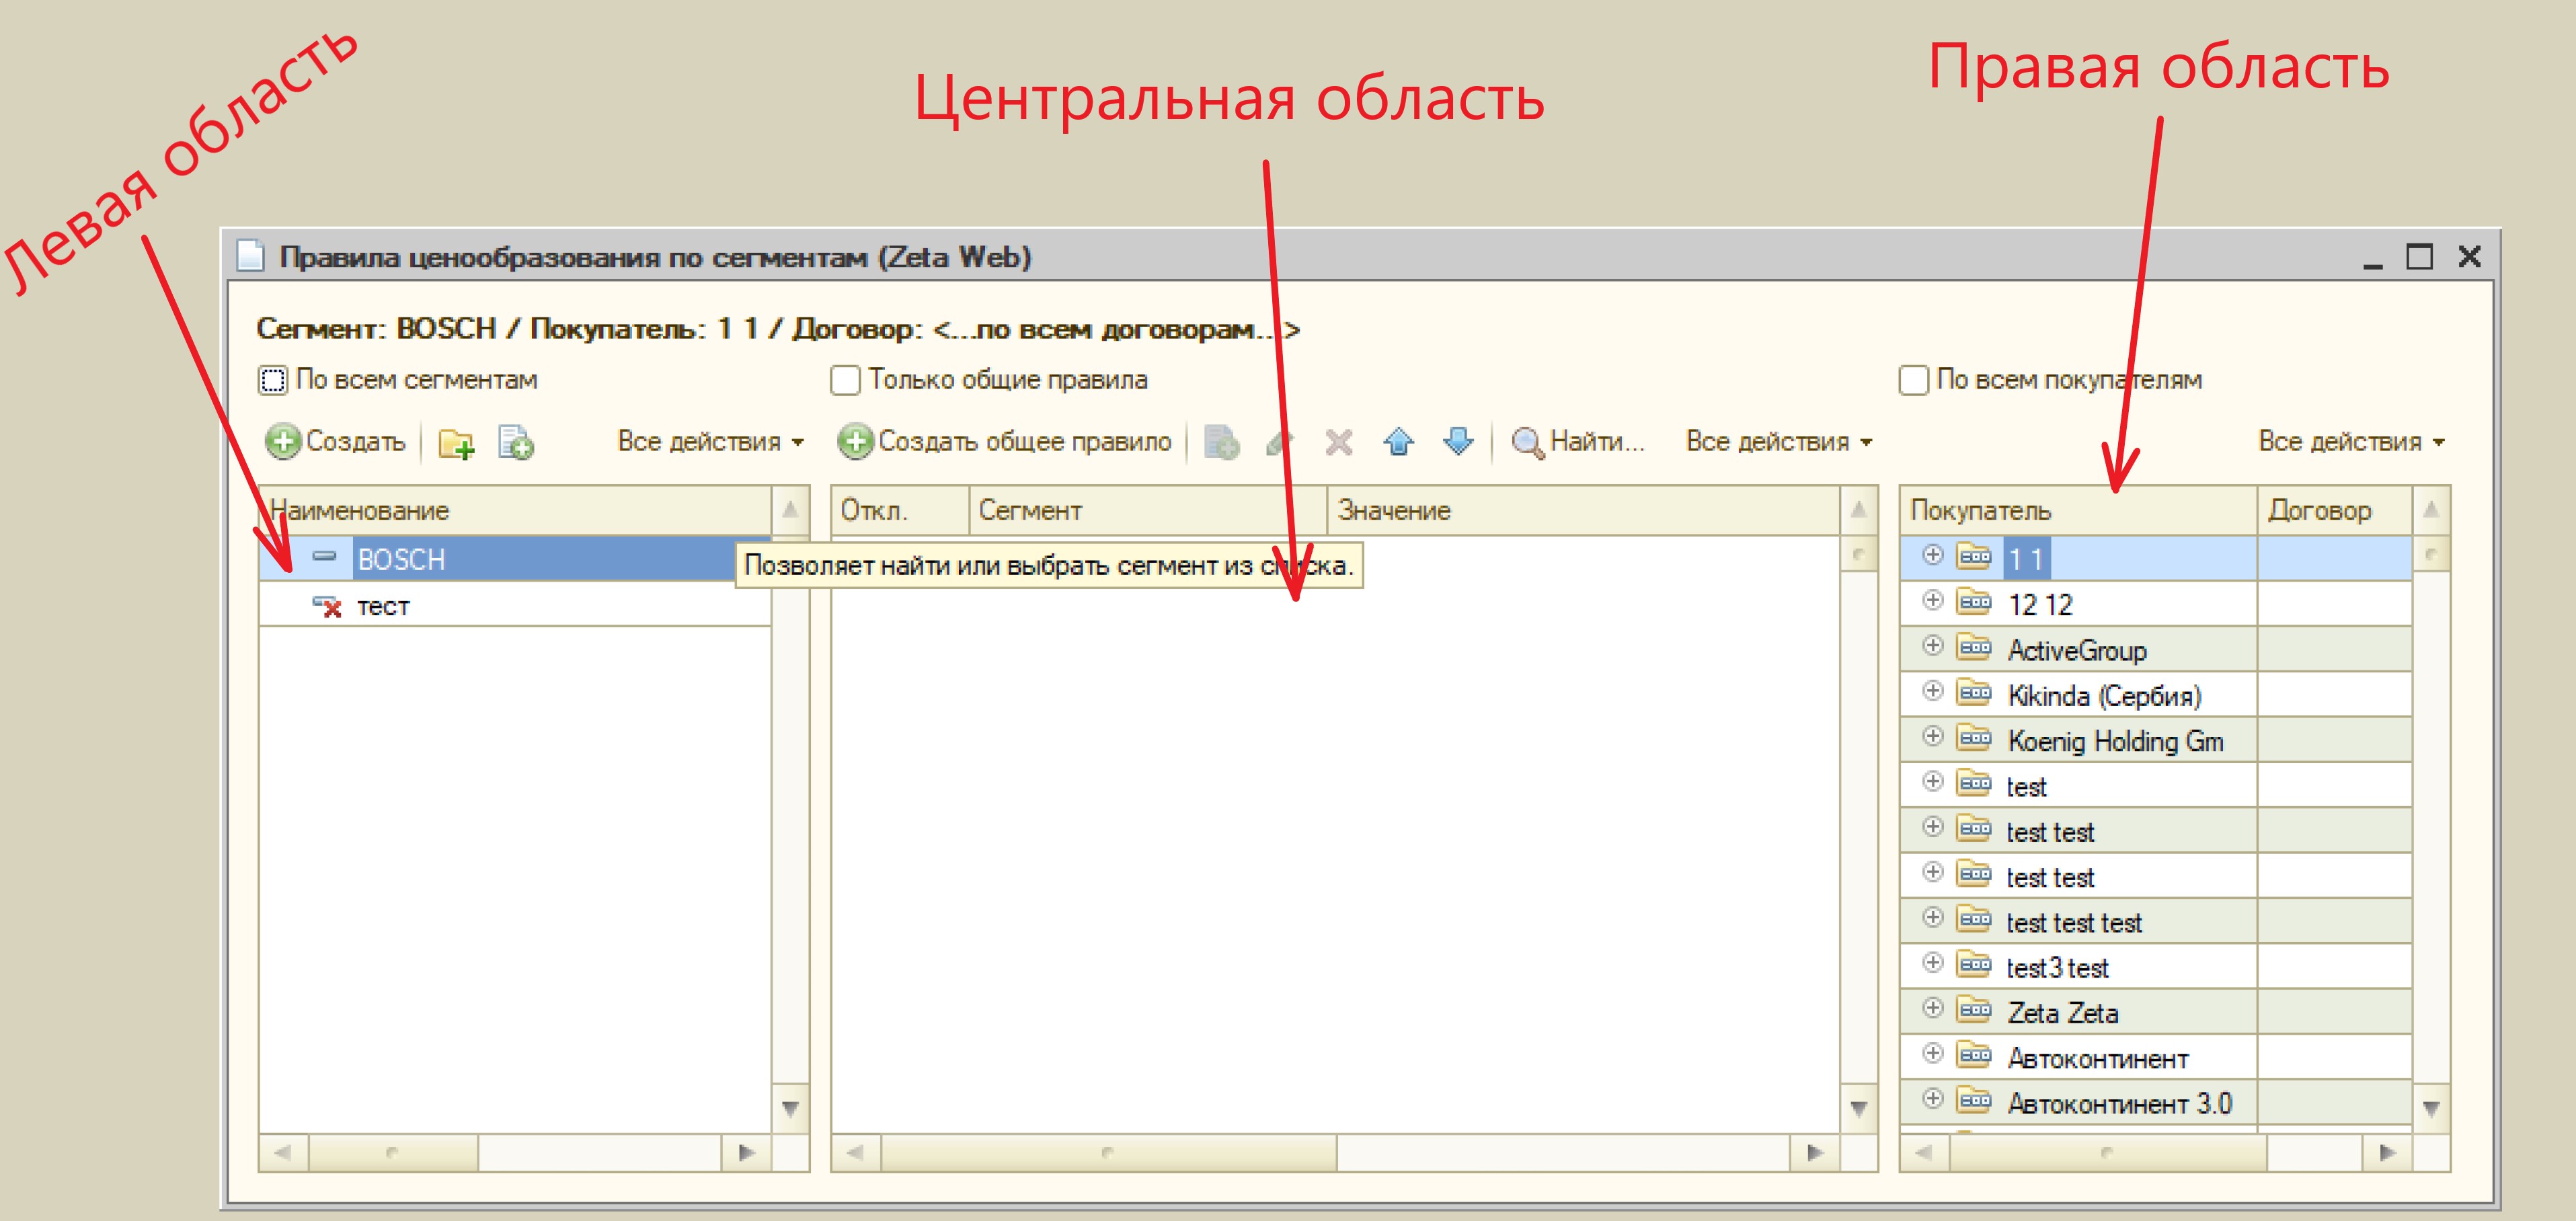 Левая область
Центральная область
Правая область
Правила ценообразования по сегментам (Zeta Web)
Сегмент: BOSCH / Покупатель: 1 1 / Договор: <...по всем договорам...>
По всем сегментам
Только общие правила
По всем покупателям
Создать
Все действия
Создать общее правило
Найти...
Все действия
Все действия
Наименование
Откл. Сегмент Значение
Покупатель Договор
BOSCH
Позволяет найти или выбрать сегмент из списка.
тест
1 1
12 12
ActiveGroup
Kikinda (Сербия)
Koenig Holding Gm
test
test test
test test
test test test
test3 test
Zeta Zeta
Автоконтинент
Автоконтинент 3.0